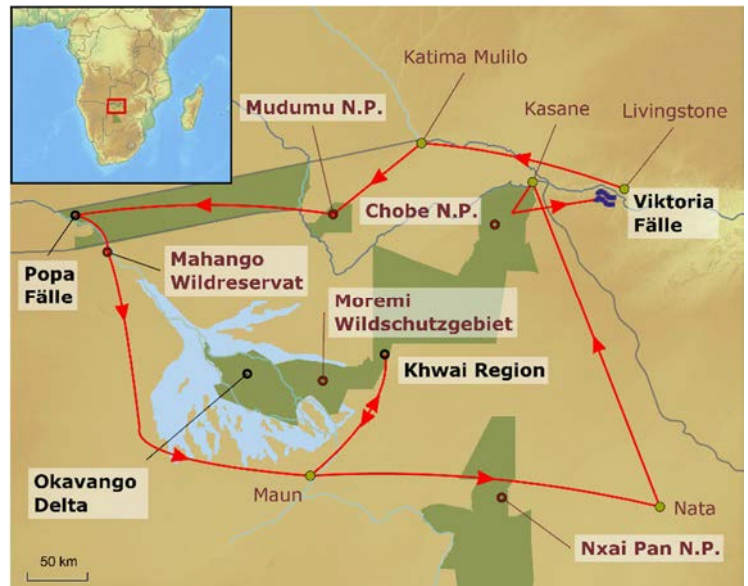 Katima Mulilo
Mudumu N.P.
Kasane
Livingstone
Chobe N.P.
Viktoria
Fälle
Popa
Fälle
Mahango
Wildreservat
Moremi
Wildschutzgebiet
Khwai Region
Okavango
Delta
Maun
Nata
Nxai Pan N.P.
50 km